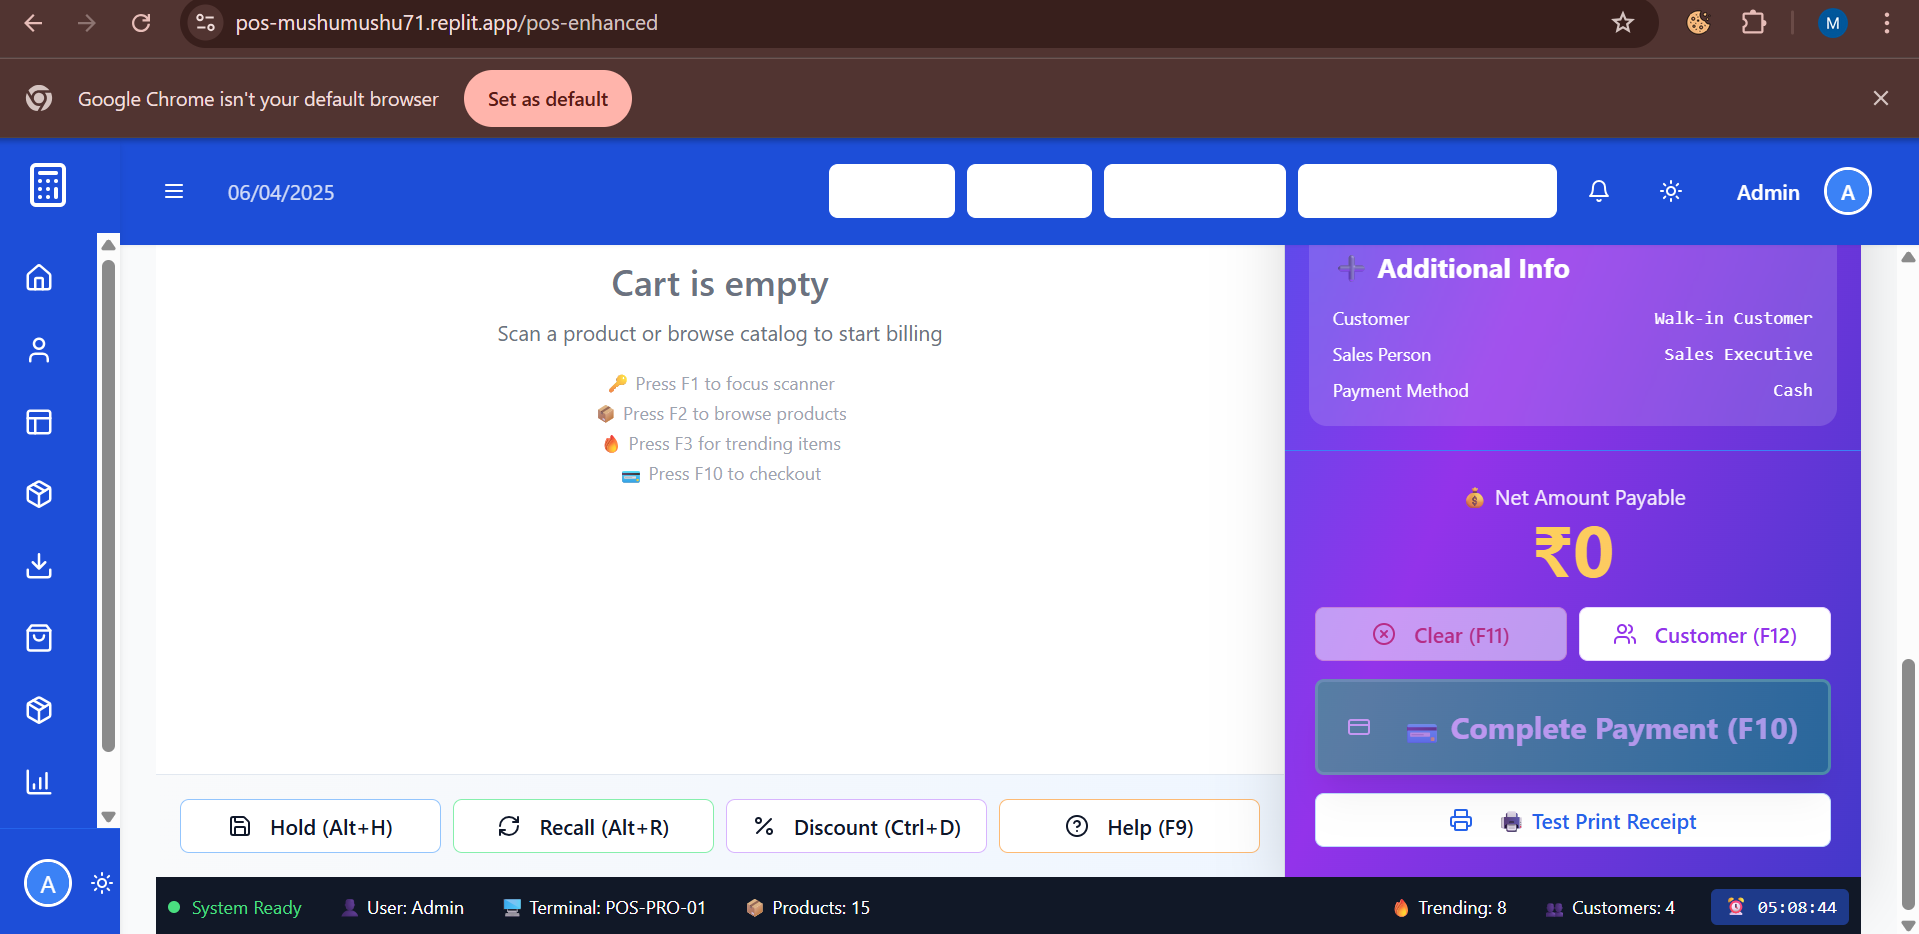 pos-mushumushu71.replit.app/pos-enhanced
M
Google Chrome isn't your default browser
Set as default
06/04/2025
Admin
A
Cart is empty
Scan a product or browse catalog to start billing
🔑 Press F1 to focus scanner
📦 Press F2 to browse products
🔥 Press F3 for trending items
💳 Press F10 to checkout
➕ Additional Info
Customer Walk-in Customer
Sales Person Sales Executive
Payment Method Cash
💰 Net Amount Payable
₹0
Clear (F11)
Customer (F12)
💳 Complete Payment (F10)
🖨️ Test Print Receipt
Hold (Alt+H)
Recall (Alt+R)
Discount (Ctrl+D)
Help (F9)
A
System Ready
👤 User: Admin
🖥️ Terminal: POS-PRO-01
📦 Products: 15
🔥 Trending: 8
👥 Customers: 4
⏰ 05:08:44